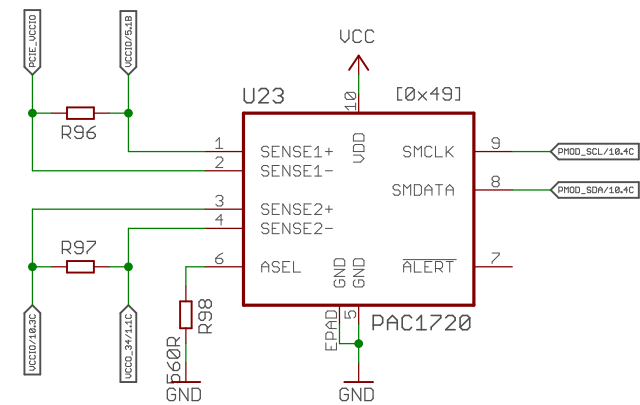 PCIE_VCCIO
VCCIO/5.1B
VCC
U23
[0x49]
10
R96
1
SENSE1+
VDD
SMCLK
9
PMOD_SCL/10.4C
2
SENSE1-
SMDATA
8
PMOD_SDA/10.4C
3
SENSE2+
4
SENSE2-
R97
6
ASEL
GND
GND
ALERT
7
VCCIO/10.3C
VCCO_34/1.1C
R98
560R
EPAD
5
PAC1720
GND
GND